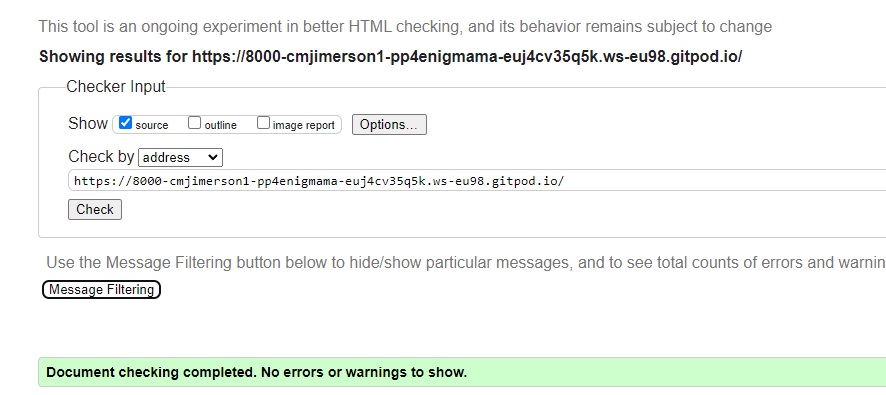 This tool is an ongoing experiment in better HTML checking, and its behavior remains subject to change
Showing results for https://8000-cmjimerson1-pp4enigmama-euj4cv35q5k.ws-eu98.gitpod.io/
Checker Input
Show source outline image report Options...
Check by address
https://8000-cmjimerson1-pp4enigmama-euj4cv35q5k.ws-eu98.gitpod.io/
Check
Use the Message Filtering button below to hide/show particular messages, and to see total counts of errors and warnin
Message Filtering
Document checking completed. No errors or warnings to show.